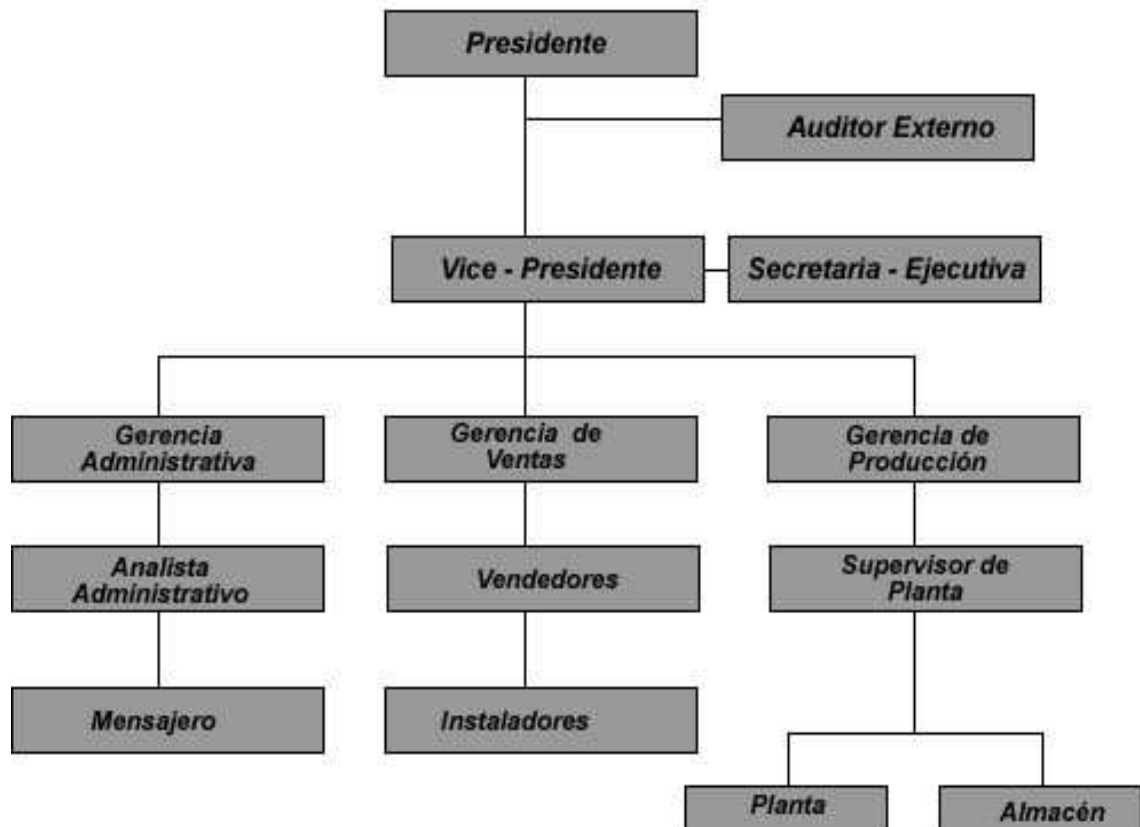 Presidente
Auditor Externo
Vice - Presidente
Secretaria - Ejecutiva
Gerencia
Administrativa
Gerencia de
Ventas
Gerencia de
Producción
Analista
Administrativo
Vendedores
Supervisor de
Planta
Mensajero
Instaladores
Planta
Almacén